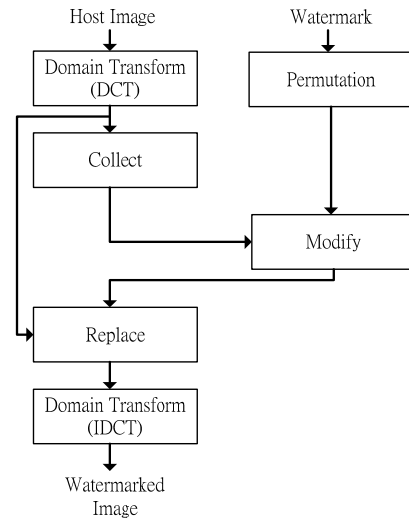 Host Image
Watermark
Domain Transform
(DCT)
Permutation
Collect
Modify
Replace
Domain Transform
(IDCT)
Watermarked
Image